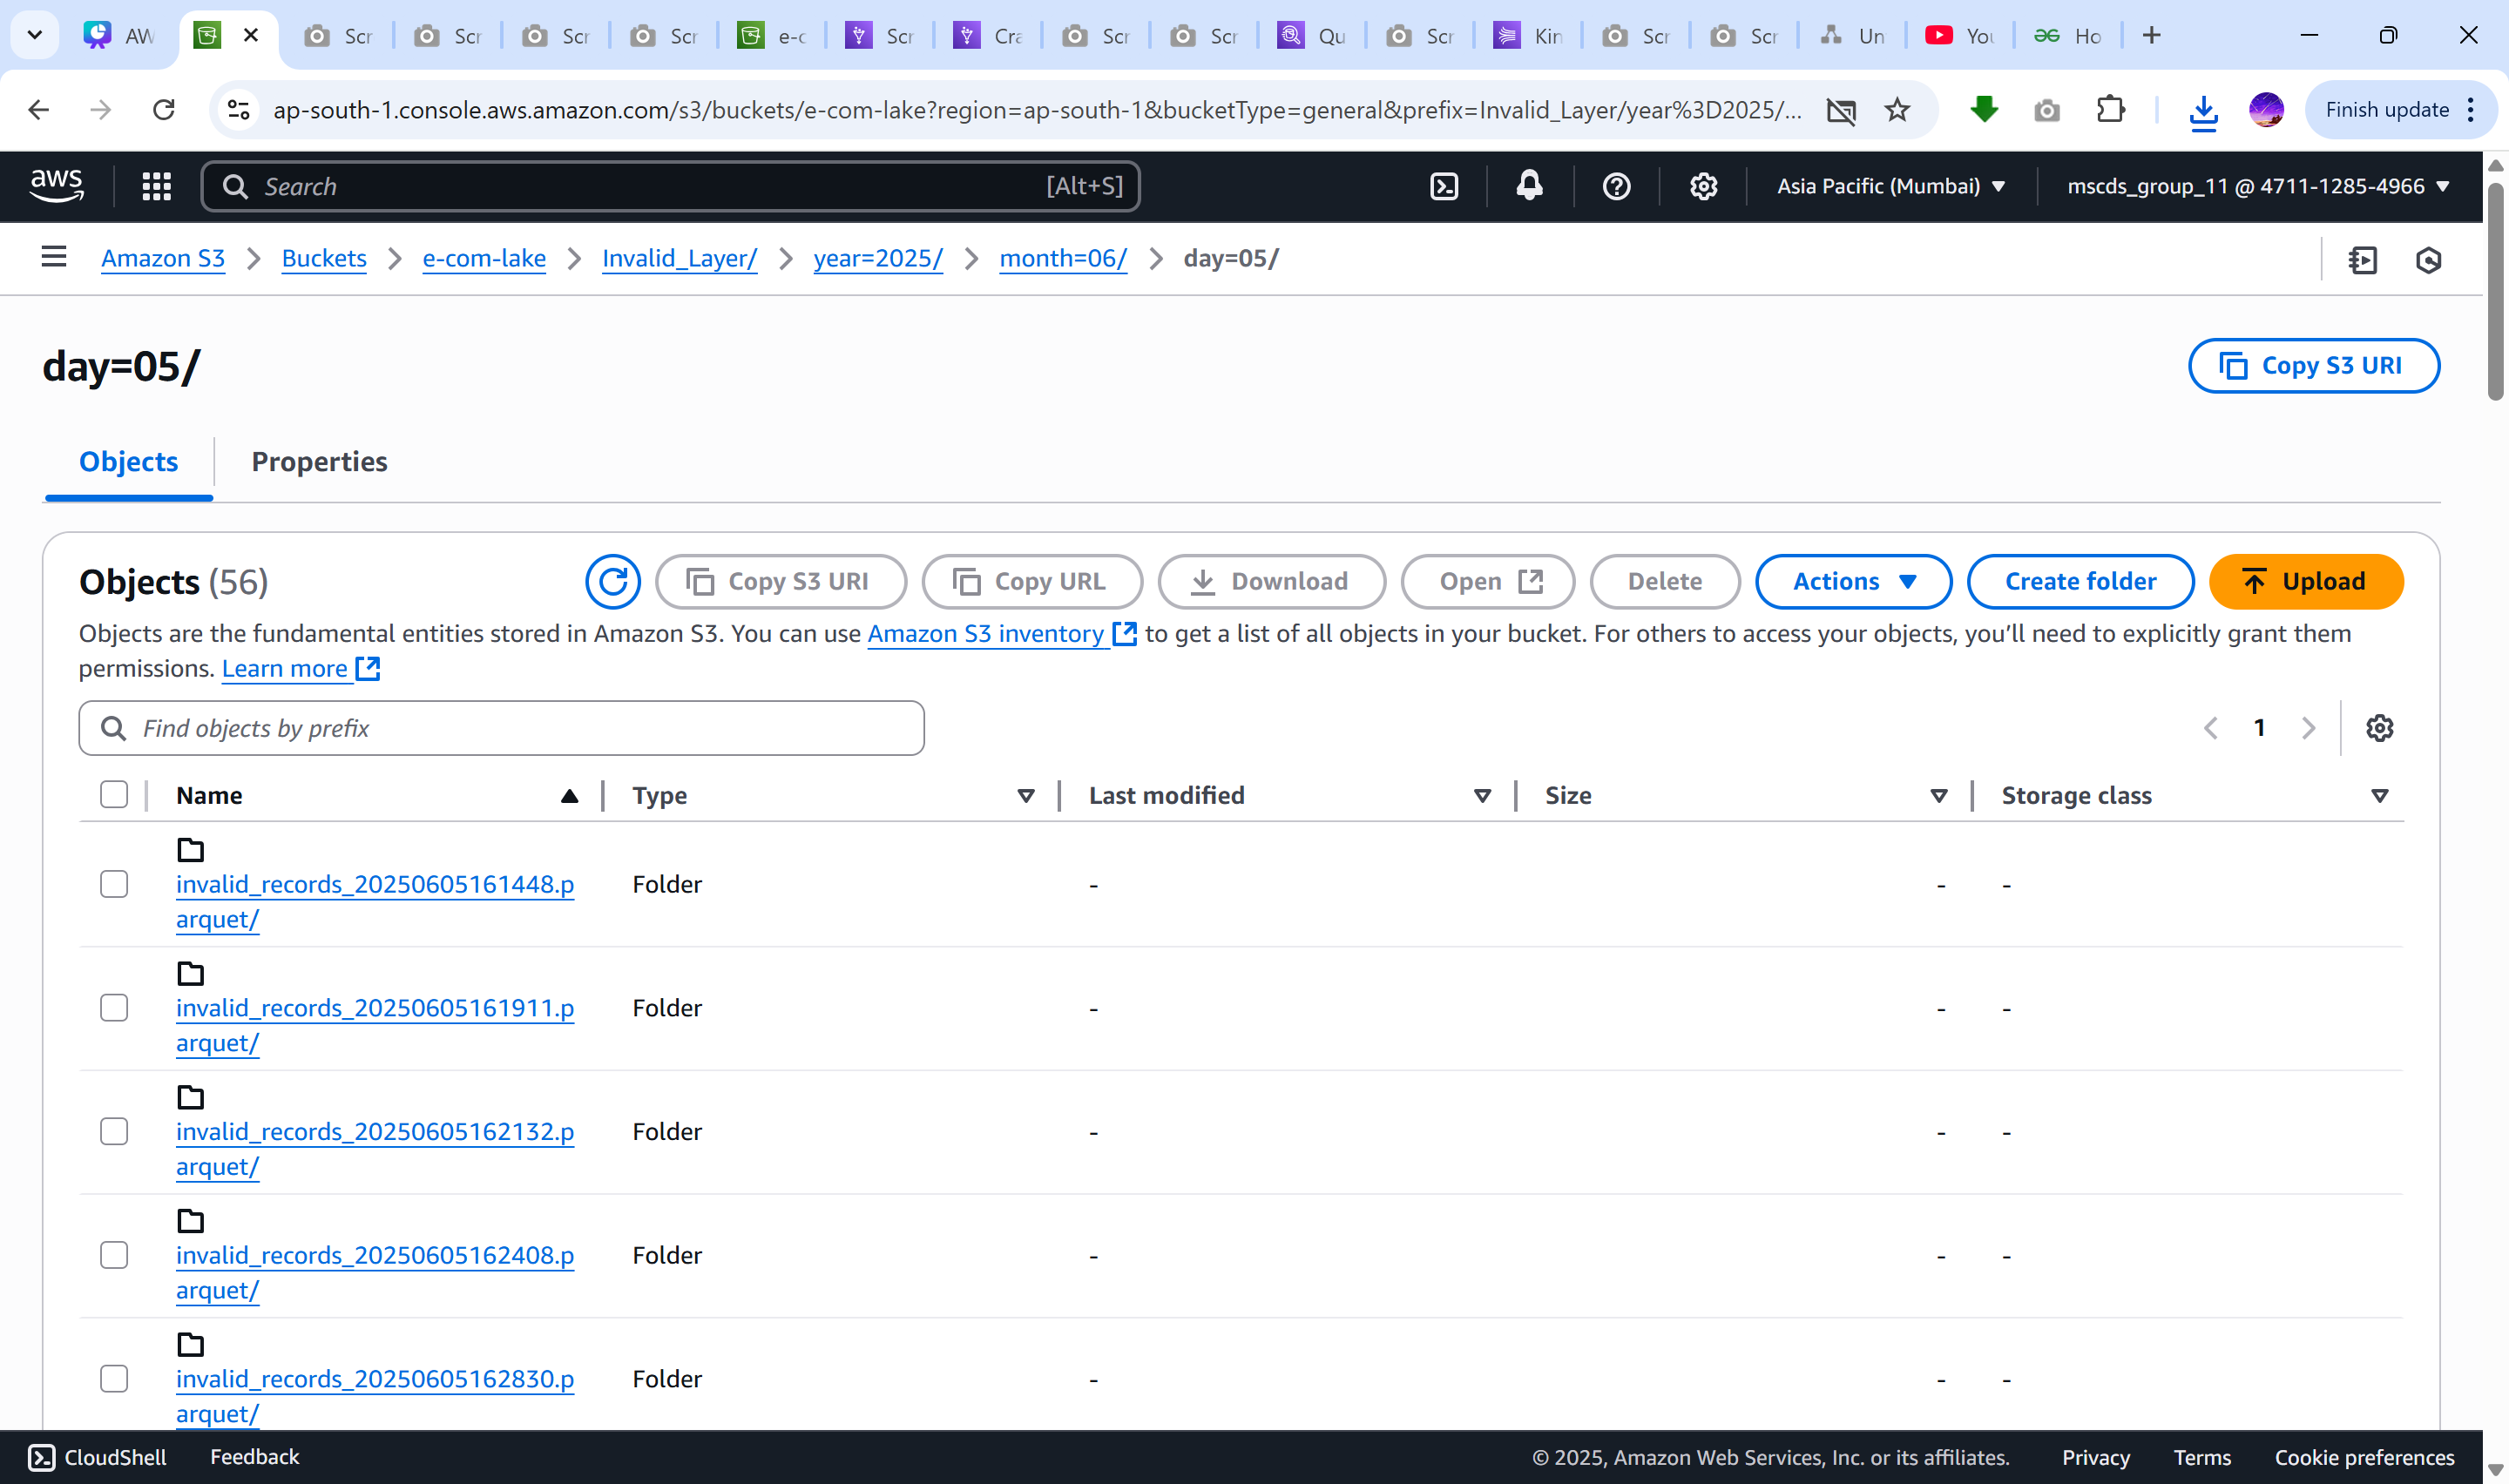 AW
Scr
Scr
Scr
Scr
e-c
Scr
Cra
Scr
Scr
Qu
Scr
Kin
Scr
Scr
Un
You
Ho
ap-south-1.console.aws.amazon.com/s3/buckets/e-com-lake?region=ap-south-1&bucketType=general&prefix=Invalid_Layer/year%3D2025/...
Finish update
aws
Search
[Alt+S]
Asia Pacific (Mumbai)
mscds_group_11 @ 4711-1285-4966
Amazon S3
Buckets
e-com-lake
Invalid_Layer/
year=2025/
month=06/
day=05/
day=05/
Copy S3 URI
Objects
Properties
Objects (56)
Copy S3 URI
Copy URL
Download
Open
Delete
Actions
Create folder
Upload
Objects are the fundamental entities stored in Amazon S3. You can use Amazon S3 inventory to get a list of all objects in your bucket. For others to access your objects, you’ll need to explicitly grant them
permissions. Learn more
Find objects by prefix
1
Name
Type
Last modified
Size
Storage class
invalid_records_20250605161448.p
arquet/
Folder
-
-
-
invalid_records_20250605161911.p
arquet/
Folder
-
-
-
invalid_records_20250605162132.p
arquet/
Folder
-
-
-
invalid_records_20250605162408.p
arquet/
Folder
-
-
-
invalid_records_20250605162830.p
arquet/
Folder
-
-
-
CloudShell
Feedback
© 2025, Amazon Web Services, Inc. or its affiliates.
Privacy
Terms
Cookie preferences